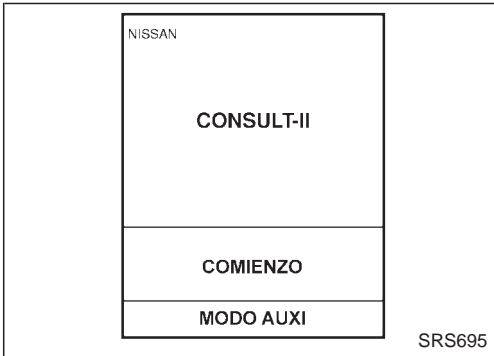 NISSAN
CONSULT-II
COMIENZO
MODO AUXI
SRS695